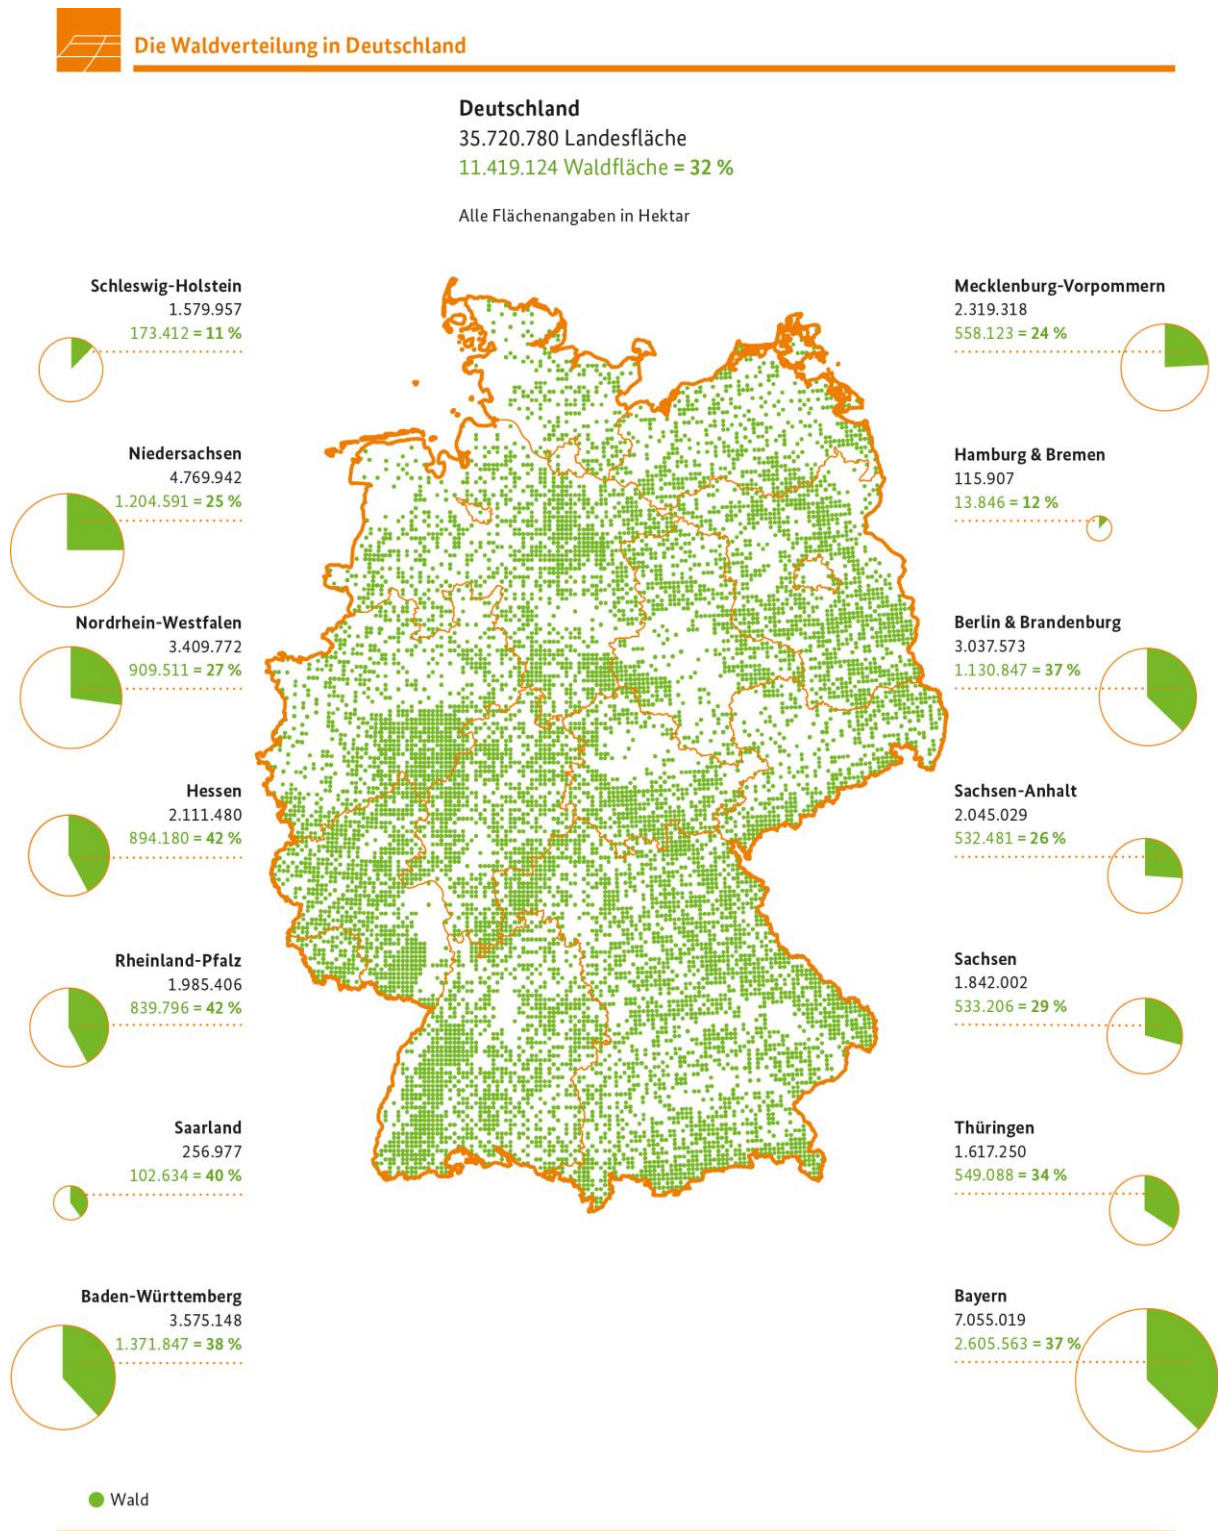 Die Waldverteilung in Deutschland
Deutschland
35.720.780 Landesfläche
11.419.124 Waldfläche = 32 %
Alle Flächenangaben in Hektar
Schleswig-Holstein
1.579.957
173.412 = 11 %
Niedersachsen
4.769.942
1.204.591 = 25 %
Nordrhein-Westfalen
3.409.772
909.511 = 27 %
Hessen
2.111.480
894.180 = 42 %
Rheinland-Pfalz
1.985.406
839.796 = 42 %
Saarland
256.977
102.634 = 40 %
Baden-Württemberg
3.575.148
1.371.847 = 38 %
Mecklenburg-Vorpommern
2.319.318
558.123 = 24 %
Hamburg & Bremen
115.907
13.846 = 12 %
Berlin & Brandenburg
3.037.573
1.130.847 = 37 %
Sachsen-Anhalt
2.045.029
532.481 = 26 %
Sachsen
1.842.002
533.206 = 29 %
Thüringen
1.617.250
549.088 = 34 %
Bayern
7.055.019
2.605.563 = 37 %
Wald